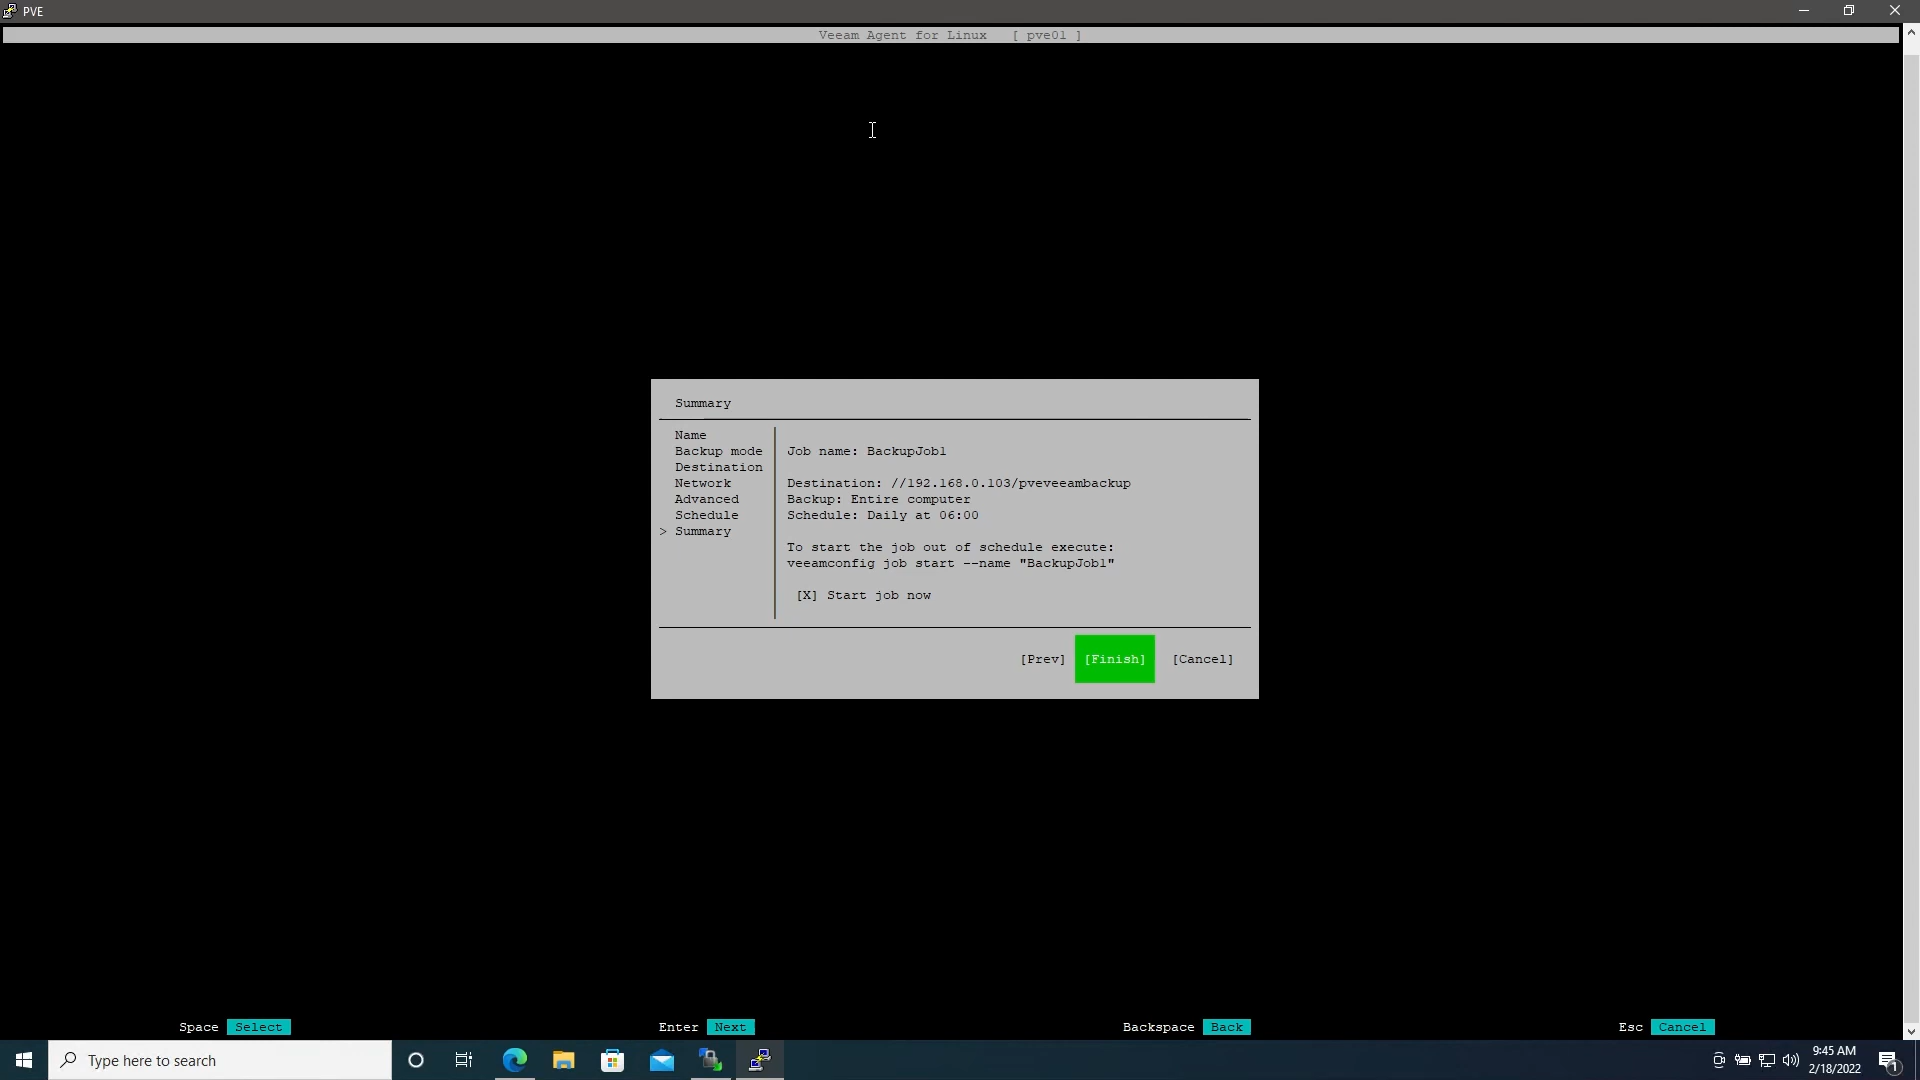 PVE
Veeam Agent for Linux [ pve01 ]
Summary
Name
Backup mode
Destination
Network
Advanced
Schedule
> Summary
Job name: BackupJob1
Destination: //192.168.0.103/pveveeambackup
Backup: Entire computer
Schedule: Daily at 06:00
To start the job out of schedule execute:
veeamconfig job start --name "BackupJob1"
[X] Start job now
[Prev] [Finish] [Cancel]
Space Select Enter Next Backspace Back Esc Cancel
Type here to search
9:45 AM
2/18/2022
1